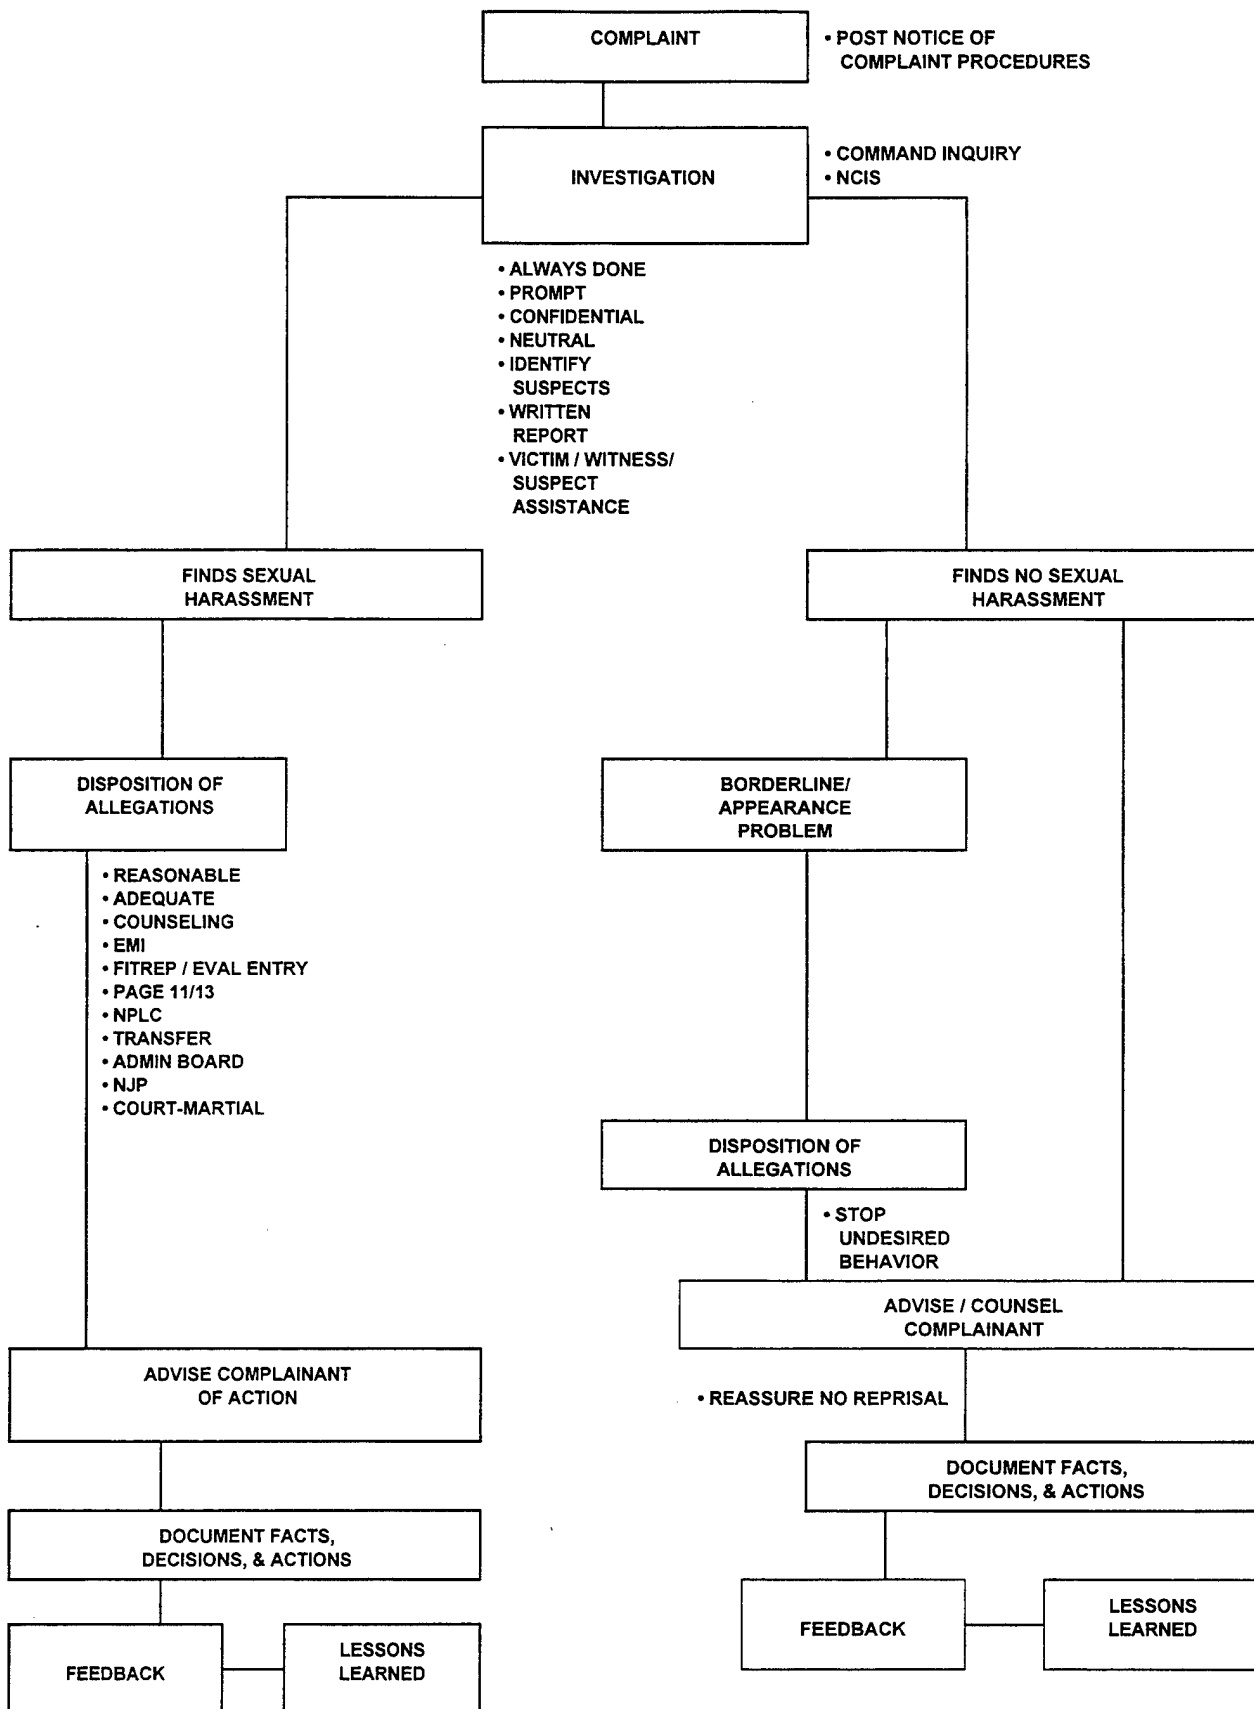 COMPLAINT
• POST NOTICE OF
COMPLAINT PROCEDURES
INVESTIGATION
• COMMAND INQUIRY
• NCIS
• ALWAYS DONE
• PROMPT
• CONFIDENTIAL
• NEUTRAL
• IDENTIFY
SUSPECTS
• WRITTEN
REPORT
• VICTIM / WITNESS/
SUSPECT
ASSISTANCE
FINDS SEXUAL
HARASSMENT
FINDS NO SEXUAL
HARASSMENT
DISPOSITION OF
ALLEGATIONS
BORDERLINE/
APPEARANCE
PROBLEM
• REASONABLE
• ADEQUATE
• COUNSELING
• EMI
• FITREP / EVAL ENTRY
• PAGE 11/13
• NPLC
• TRANSFER
• ADMIN BOARD
• NJP
• COURT-MARTIAL
DISPOSITION OF
ALLEGATIONS
• STOP
UNDESIRED
BEHAVIOR
ADVISE / COUNSEL
COMPLAINANT
ADVISE COMPLAINANT
OF ACTION
• REASSURE NO REPRISAL
DOCUMENT FACTS,
DECISIONS, & ACTIONS
DOCUMENT FACTS,
DECISIONS, & ACTIONS
FEEDBACK
LESSONS
LEARNED
FEEDBACK
LESSONS
LEARNED